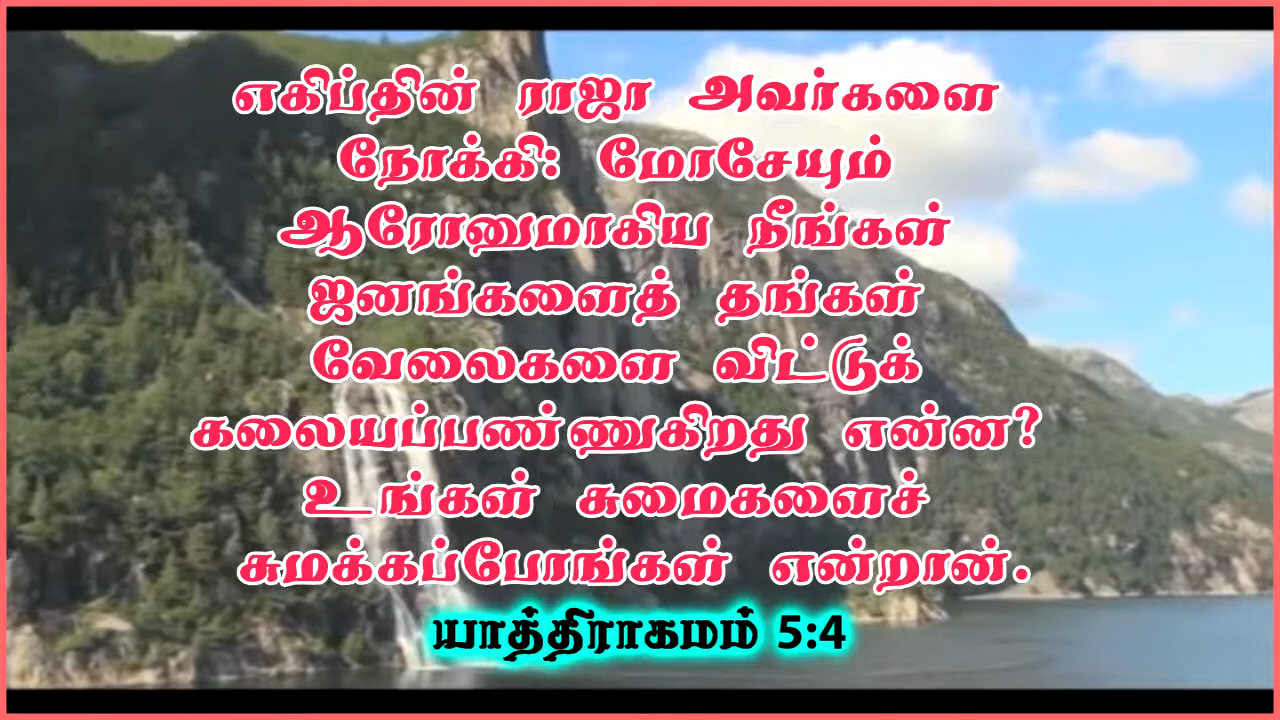 எகிப்தின் ராஜா அவர்களை
நோக்கி: மோசேயும்
ஆரோனுமாகிய நீங்கள்
ஜனங்களைத் தங்கள்
வேலைகளை விட்டுக்
கலையப்பண்ணுகிறது என்ன?
உங்கள் சுமைகளைச்
சுமக்கப்போங்கள் என்றான்.
யாத்திராகமம் 5:4